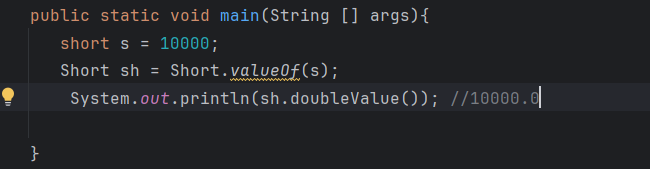 public static void main(String [] args){
short s = 10000;
Short sh = Short.valueOf(s);
System.out.println(sh.doubleValue()); //10000.0
}